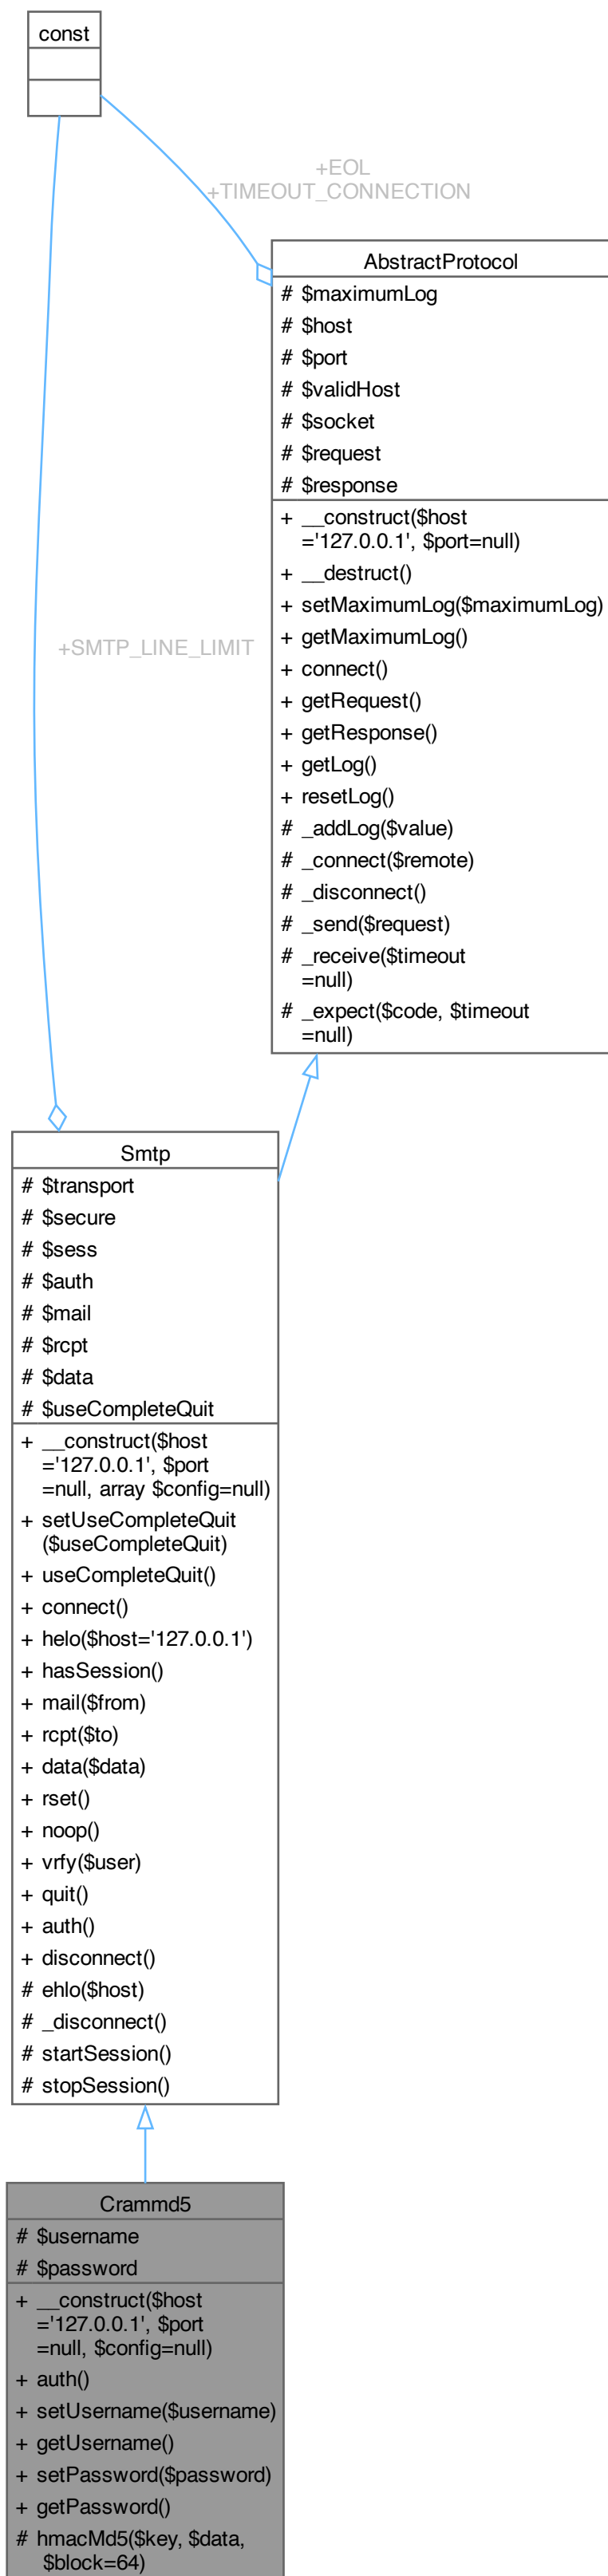 const
+EOL
+TIMEOUT_CONNECTION
AbstractProtocol
# $maximumLog
# $host
# $port
# $validHost
# $socket
# $request
# $response
+ __construct($host
='127.0.0.1', $port=null)
+ __destruct()
+ setMaximumLog($maximumLog)
+ getMaximumLog()
+ connect()
+ getRequest()
+ getResponse()
+ getLog()
+ resetLog()
# _addLog($value)
# _connect($remote)
# _disconnect()
# _send($request)
# _receive($timeout
=null)
# _expect($code, $timeout
=null)
+SMTP_LINE_LIMIT
Smtp
# $transport
# $secure
# $sess
# $auth
# $mail
# $rcpt
# $data
# $useCompleteQuit
+ __construct($host
='127.0.0.1', $port
=null, array $config=null)
+ setUseCompleteQuit
($useCompleteQuit)
+ useCompleteQuit()
+ connect()
+ helo($host='127.0.0.1')
+ hasSession()
+ mail($from)
+ rcpt($to)
+ data($data)
+ rset()
+ noop()
+ vrfy($user)
+ quit()
+ auth()
+ disconnect()
# ehlo($host)
# _disconnect()
# startSession()
# stopSession()
Crammd5
# $username
# $password
+ __construct($host
='127.0.0.1', $port
=null, $config=null)
+ auth()
+ setUsername($username)
+ getUsername()
+ setPassword($password)
+ getPassword()
# hmacMd5($key, $data,
$block=64)